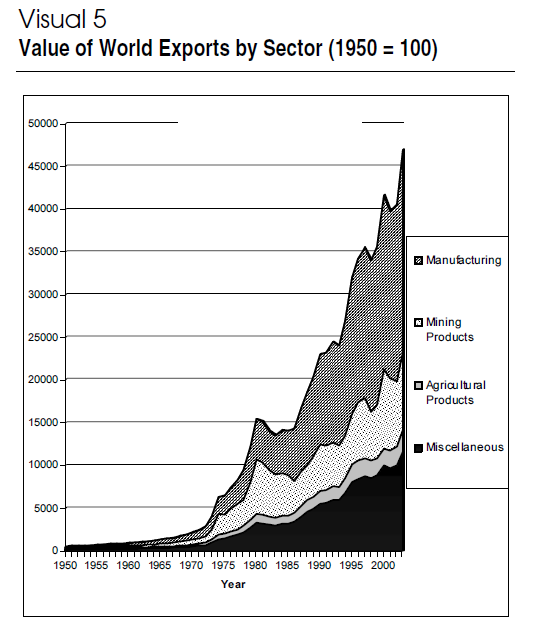 Visual 5
Value of World Exports by Sector (1950 = 100)
50000
45000
40000
35000
30000
25000
20000
15000
10000
5000
0
1950 1955 1960 1965 1970 1975 1980 1985 1990 1995 2000
Year
Manufacturing
Mining
Products
Agricultural
Products
Miscellaneous